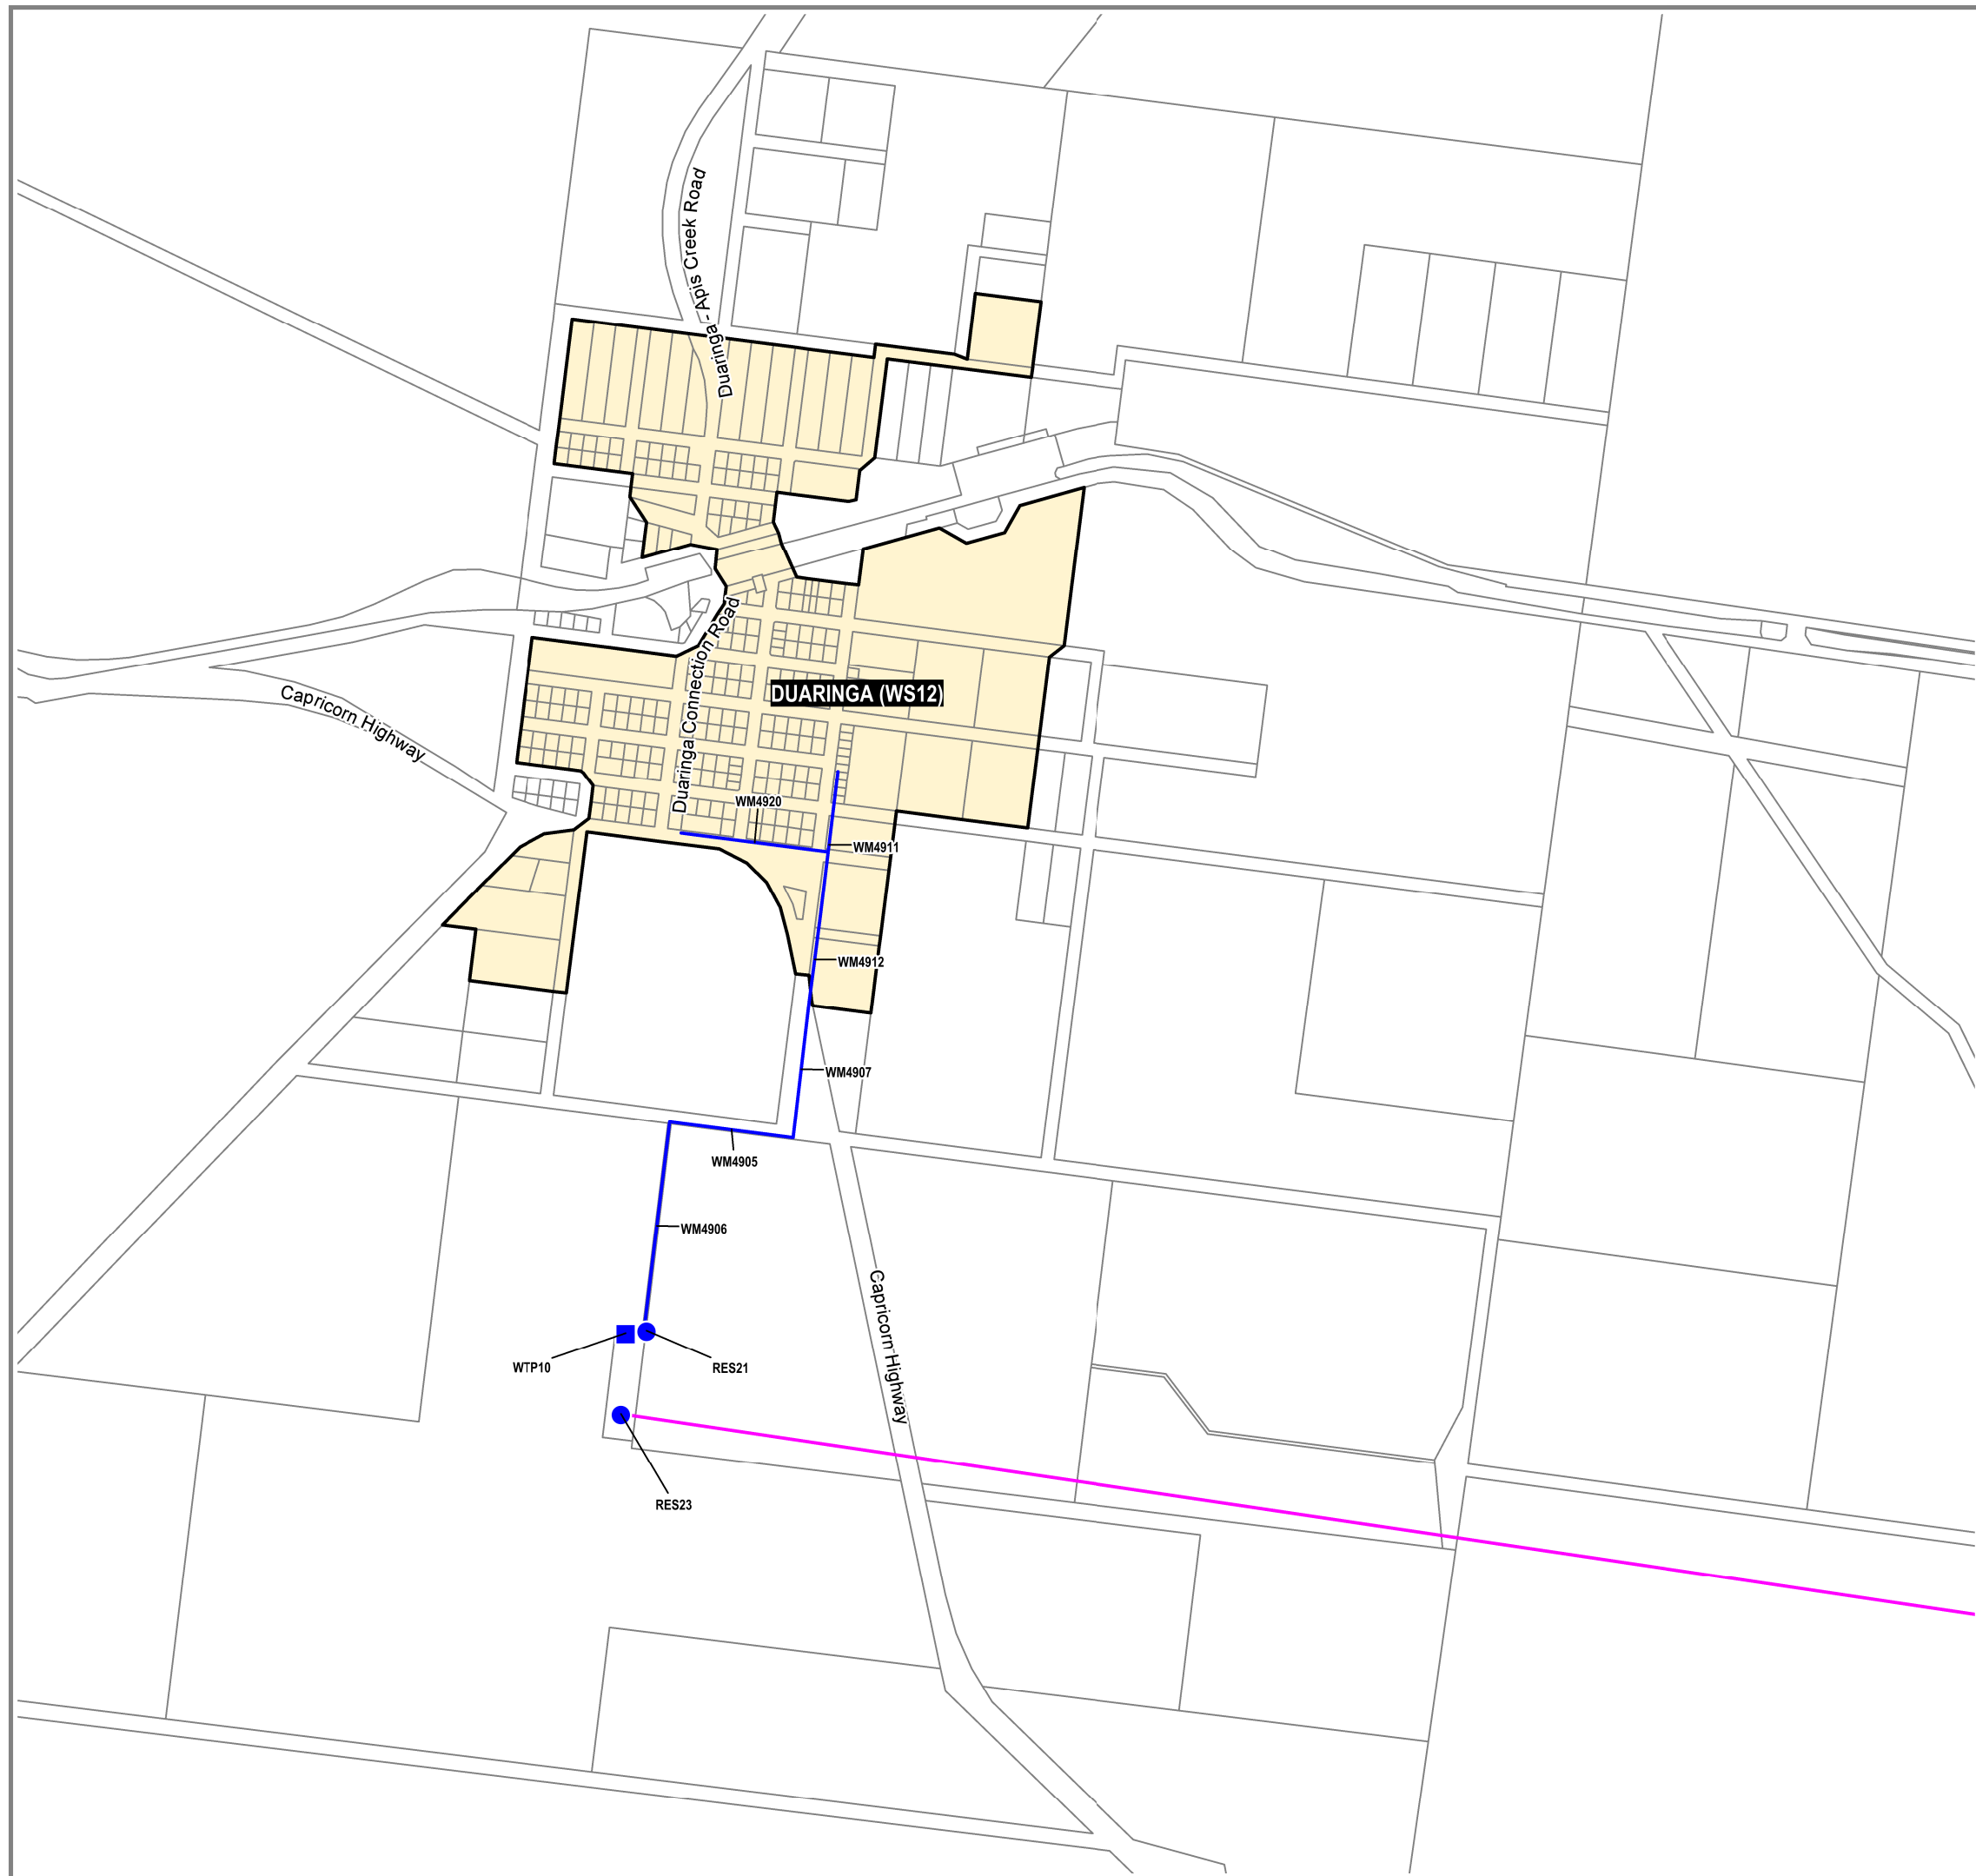 Duaringa - Apis Creek Road
Capricorn Highway
Duaringa Connection Road
DUARINGA (WS12)
WM4920
WM4911
WM4912
WM4907
WM4905
WM4906
WTP10
RES21
Capricorn Highway
RES23